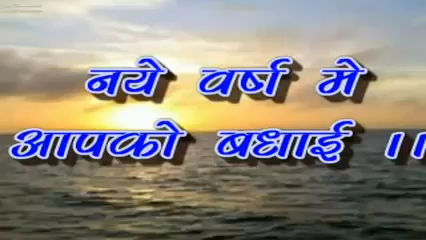 नये वर्ष मे
आपको बधाई ।।